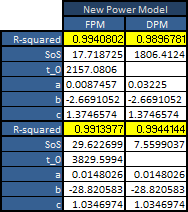 New Power Model
FPM DPM
R-squared 0.9940802 0.9896781
SoS 17.718725 1806.4124
t_0 2157.0806
a 0.0087457 0.03225
b -2.6691052 -2.6691052
c 1.3746574 1.3746574
R-squared 0.9913977 0.9944144
SoS 29.622699 7.5599037
t_0 3829.5994
a 0.0148026 0.0148026
b -28.820583 -28.820583
c 1.0346974 1.0346974